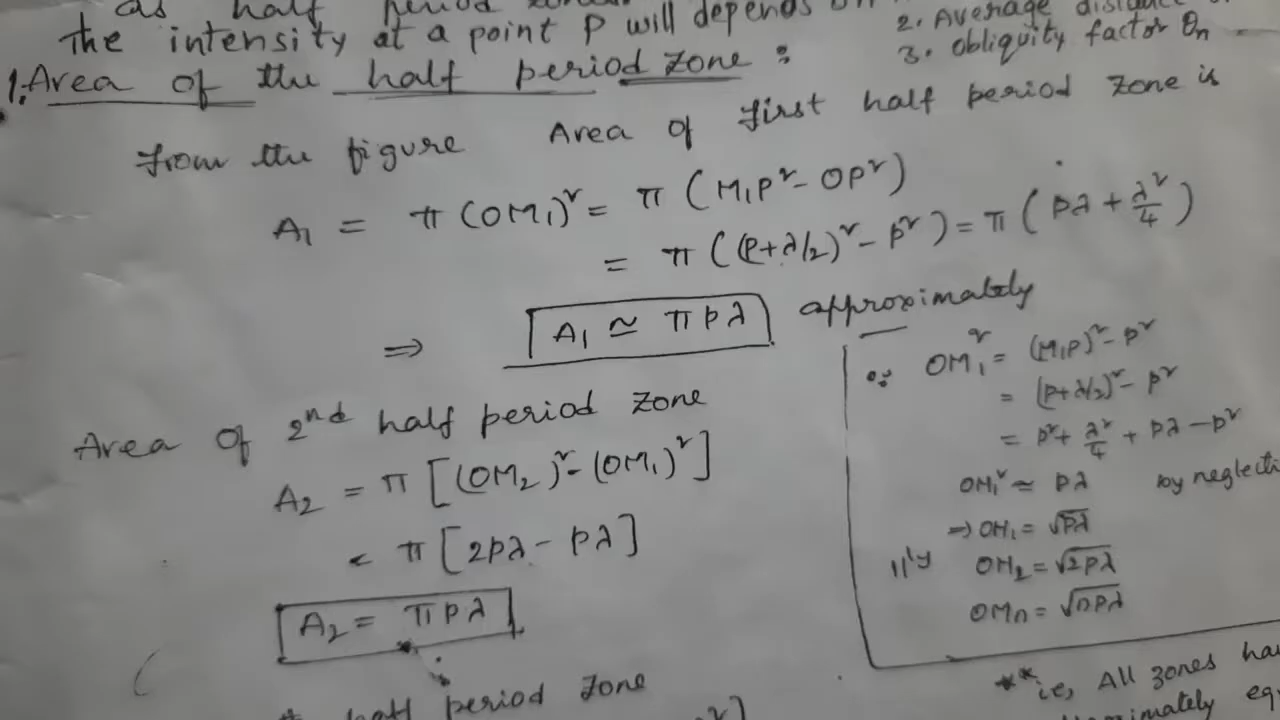 as half period
the intensity at a point P will depends on
2. Average distance
3. obliquity factor θn
1. Area of the half period zone :
from the figure Area of first half period zone is
A₁ = π (OM₁)² = π (M₁P² - OP²)
= π ((p+λ/2)² - p²) = π (pλ + λ²/4)
⇒ A₁ ≃ πpλ approximately
∵ OM₁² = (M₁P)² - p²
= (p+λ/2)² - p²
= p² + λ²/4 + pλ - p²
OM₁² ≃ pλ by neglecti
⇒ OM₁ = √pλ
|||ly OM₂ = √2pλ
OMn = √npλ
Area of 2nd half period zone
A₂ = π [(OM₂)² - (OM₁)²]
= π [2pλ - pλ]
A₂ = πpλ
** ie, All zones ha
half period zone